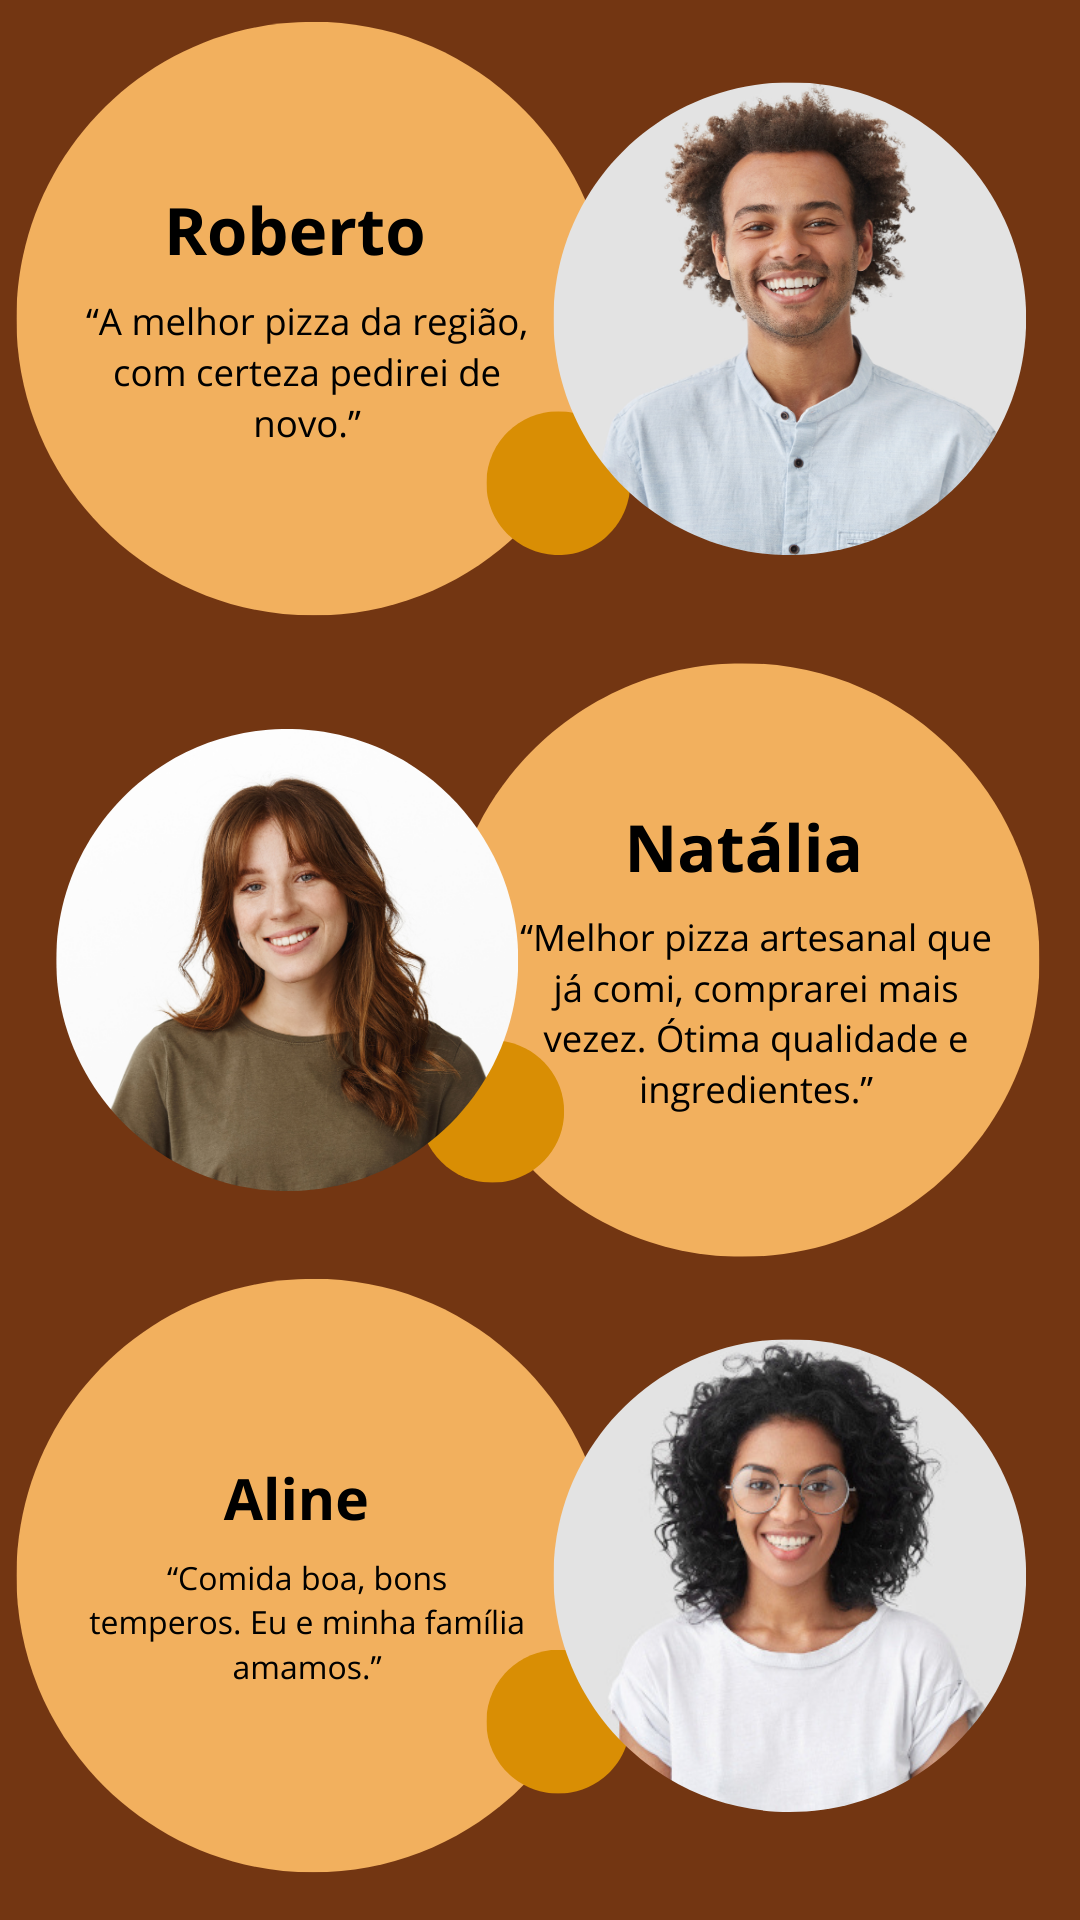 Roberto
“A melhor pizza da região,
com certeza pedirei de
novo.”
Natália
“Melhor pizza artesanal que
já comi, comprarei mais
vezez. Ótima qualidade e
ingredientes.”
Aline
“Comida boa, bons
temperos. Eu e minha família
amamos.”